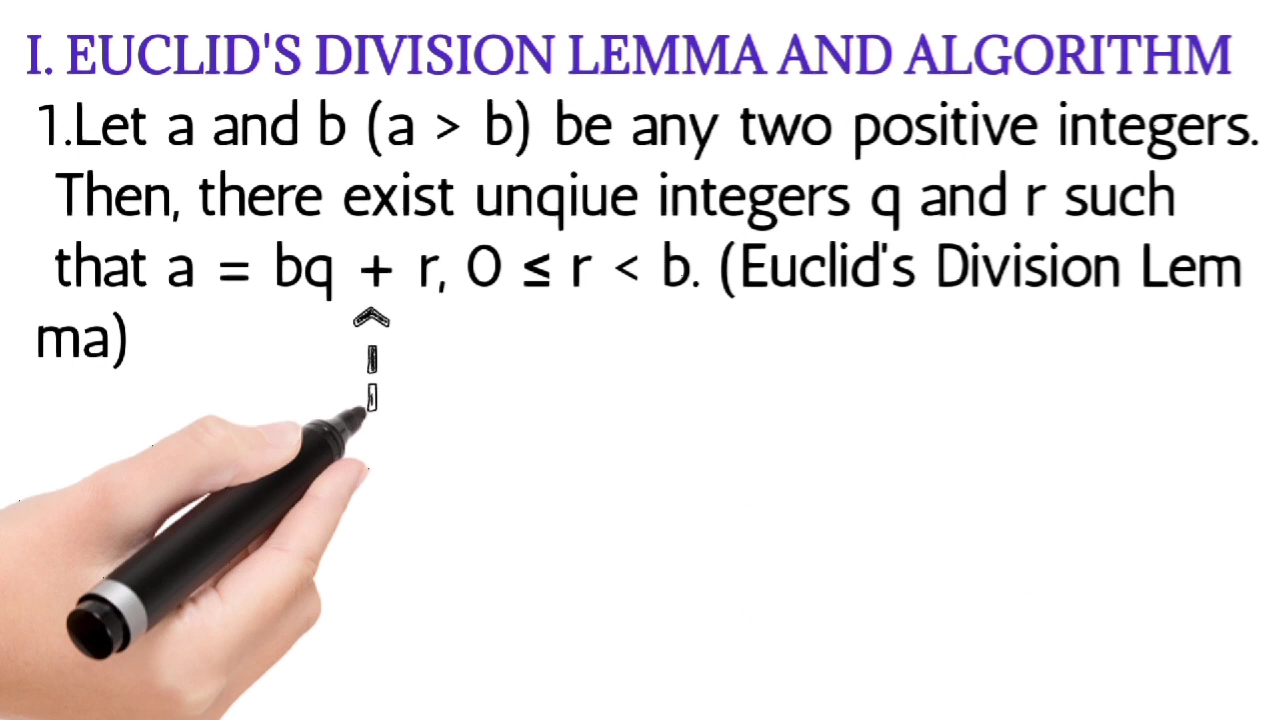 I. EUCLID'S DIVISION LEMMA AND ALGORITHM
1.Let a and b (a > b) be any two positive integers.
Then, there exist unqiue integers q and r such
that a = bq + r, 0 ≤ r < b. (Euclid's Division Lem
ma)